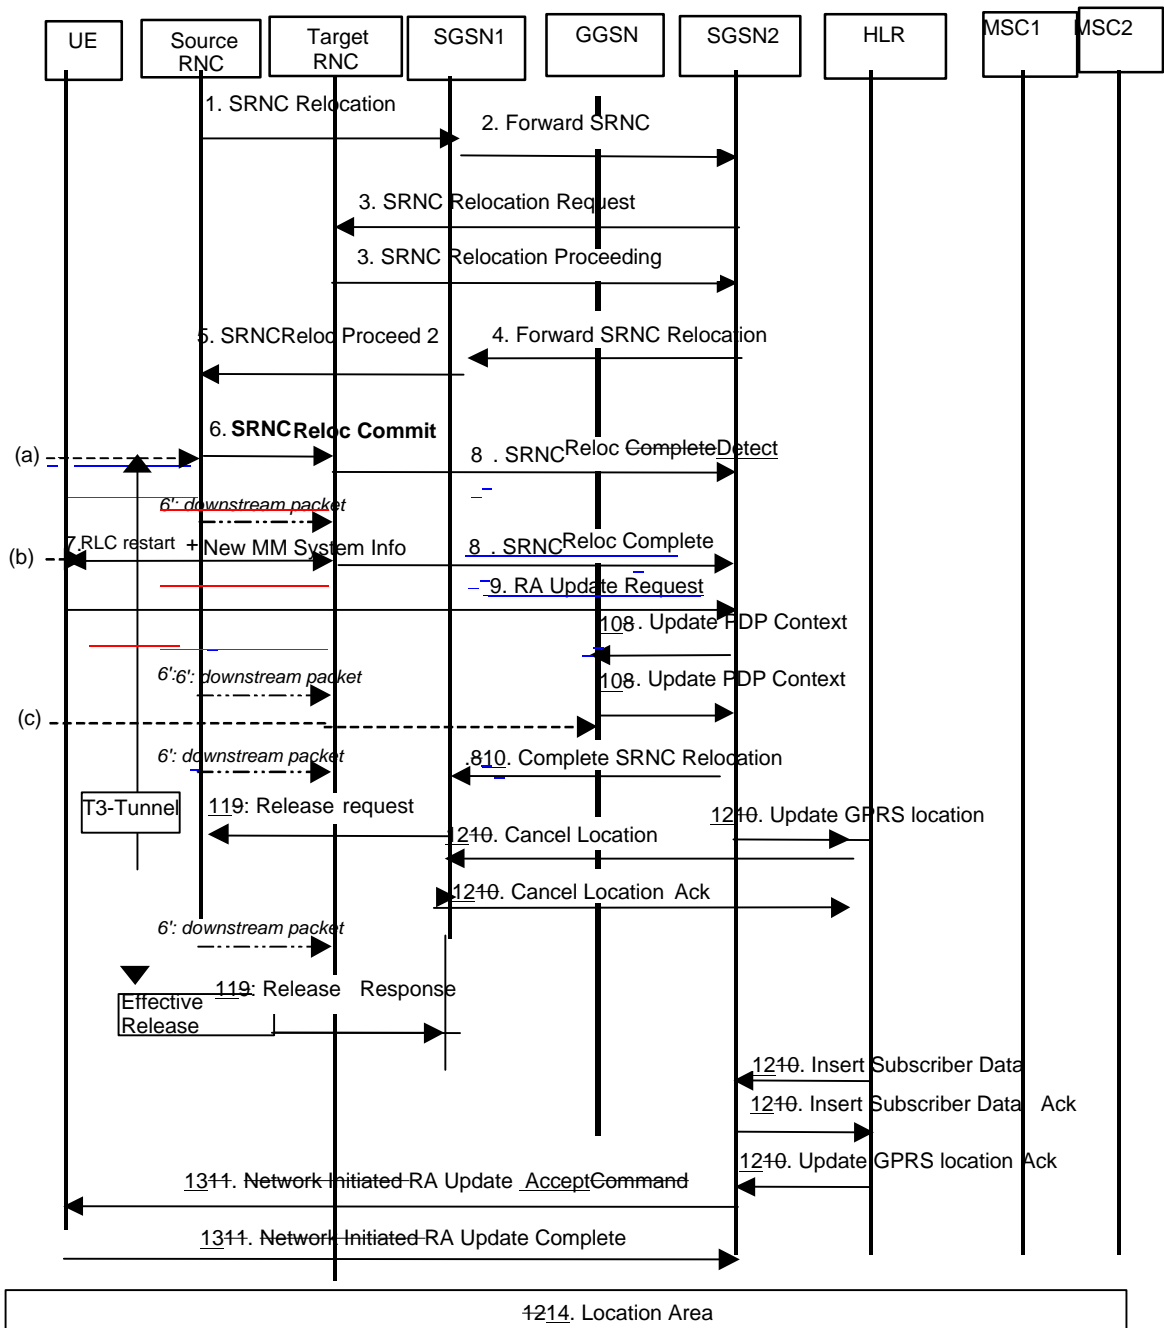 UE
Source
RNC
Target
RNC
SGSN1
GGSN
SGSN2
HLR
MSC1
MSC2
1. SRNC Relocation
2. Forward SRNC
3. SRNC Relocation Request
3. SRNC Relocation Proceeding
5. SRNCReloc Proceed 2
4. Forward SRNC Relocation
6. SRNC Reloc Commit
(a)
8 . SRNC Reloc CompleteDetect
6': downstream packet
7.RLC restart + New MM System Info
8 . SRNC Reloc Complete
(b)
9. RA Update Request
108. Update PDP Context
6':6': downstream packet
108. Update PDP Context
(c)
6': downstream packet
.810. Complete SRNC Relocation
T3-Tunnel
119: Release request
1210. Update GPRS location
1210. Cancel Location
1210. Cancel Location Ack
6': downstream packet
119: Release Response
Effective
Release
1210. Insert Subscriber Data
1210. Insert Subscriber Data Ack
1210. Update GPRS location Ack
1311. Network Initiated RA Update AcceptCommand
1311. Network Initiated RA Update Complete
1214. Location Area